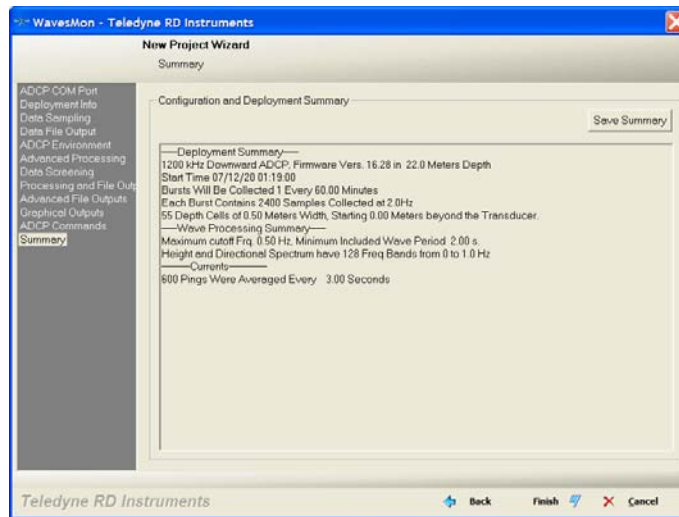 WavesMon - Teledyne RD Instruments
New Project Wizard
Summary
ADCP COM Port
Deployment Info
Data Sampling
Data File Output
ADCP Environment
Advanced Processing
Data Screening
Processing and File Outp
Advanced File Outputs
Graphical Outputs
ADCP Commands
Summary
Configuration and Deployment Summary
Save Summary
-----Deployment Summary-----
1200 kHz Downward ADCP, Firmware Vers. 16.28 in 22.0 Meters Depth
Start Time 07/12/20 01:19:00
Bursts Will Be Collected 1 Every 60.00 Minutes
Each Burst Contains 2400 Samples Collected at 2.0Hz
55 Depth Cells of 0.50 Meters Width, Starting 0.00 Meters beyond the Transducer.
-----Wave Processing Summary-----
Maximum cutoff Frq. 0.50 Hz, Minimum Included Wave Period 2.00 s.
Height and Directional Spectrum have 128 Freq Bands from 0 to 1.0 Hz
-----Currents-----
600 Pings Were Averaged Every 3.00 Seconds
Teledyne RD Instruments
Back
Finish
Cancel